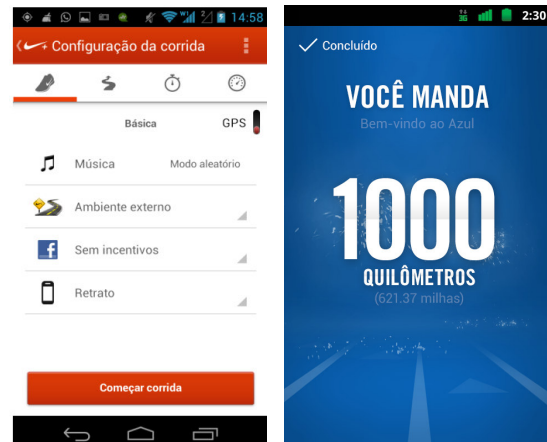 14:58
Configuração da corrida
Básica
GPS
Música
Modo aleatório
Ambiente externo
Sem incentivos
Retrato
Começar corrida
3G
2:30
Concluído
VOCÊ MANDA
Bem-vindo ao Azul
1000
QUILÔMETROS
(621.37 milhas)